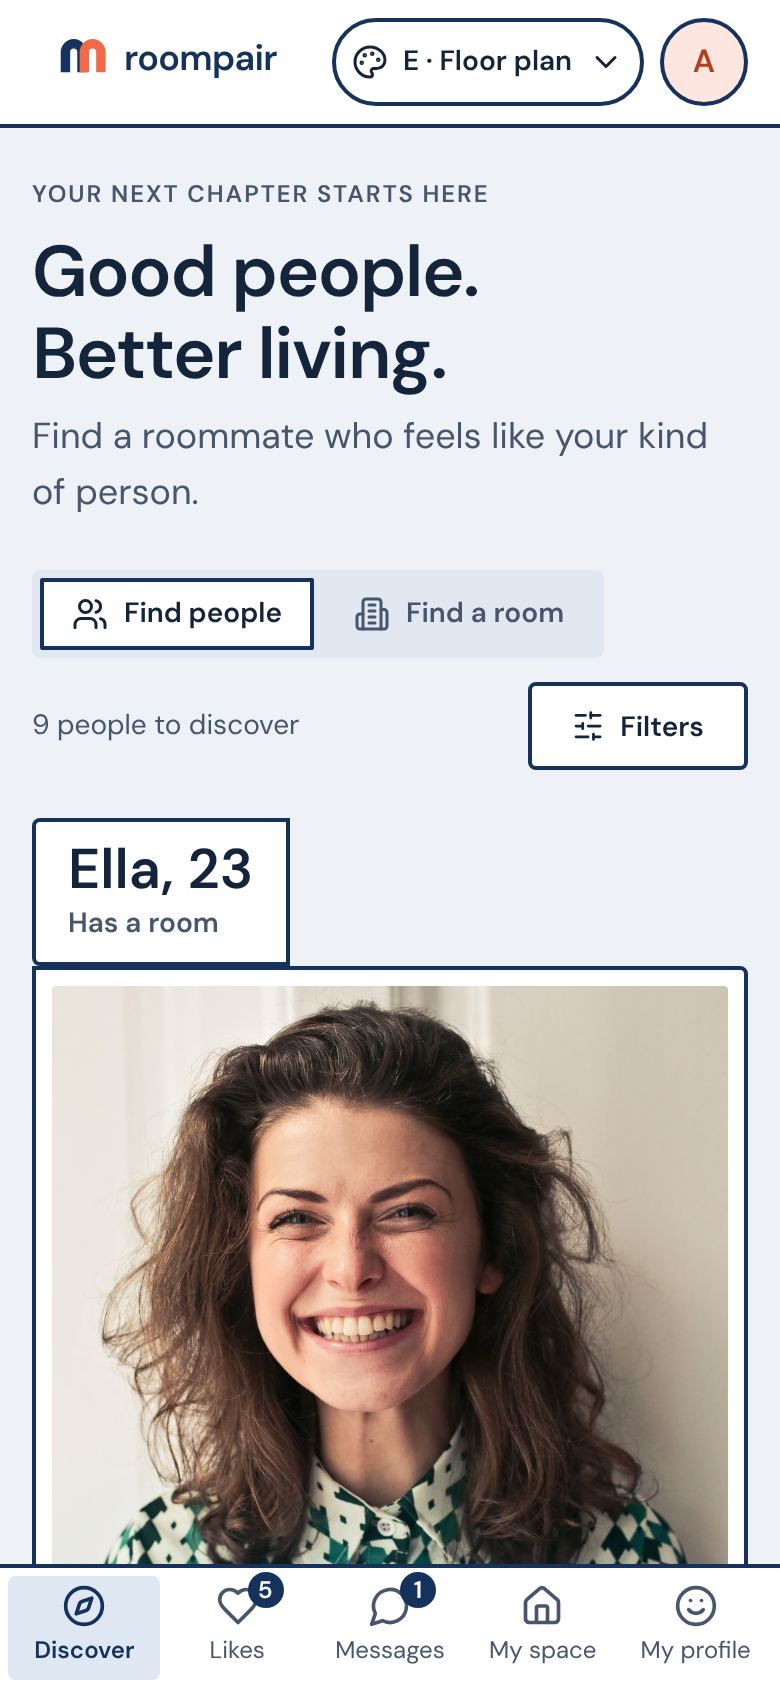 roompair
E · Floor plan
A
YOUR NEXT CHAPTER STARTS HERE
Good people.
Better living.
Find a roommate who feels like your kind
of person.
Find people
Find a room
9 people to discover
Filters
Ella, 23
Has a room
5
1
Discover
Likes
Messages
My space
My profile